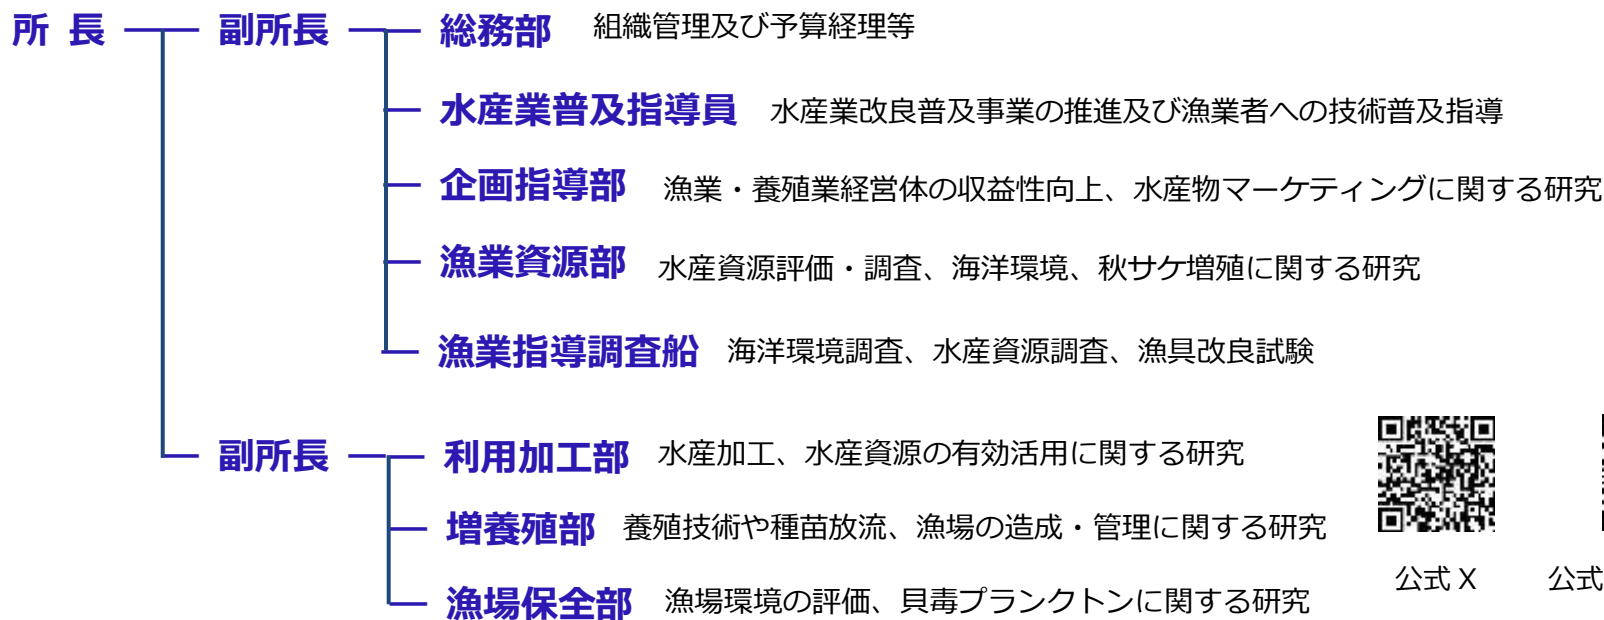 所 長 副所長 総務部 組織管理及び予算経理等
水産業普及指導員 水産業改良普及事業の推進及び漁業者への技術普及指導
企画指導部 漁業・養殖業経営体の収益性向上、水産物マーケティングに関する研究
漁業資源部 水産資源評価・調査、海洋環境、秋サケ増殖に関する研究
漁業指導調査船 海洋環境調査、水産資源調査、漁具改良試験
副所長 利用加工部 水産加工、水産資源の有効活用に関する研究
増養殖部 養殖技術や種苗放流、漁場の造成・管理に関する研究
漁場保全部 漁場環境の評価、貝毒プランクトンに関する研究
公式 X 公式